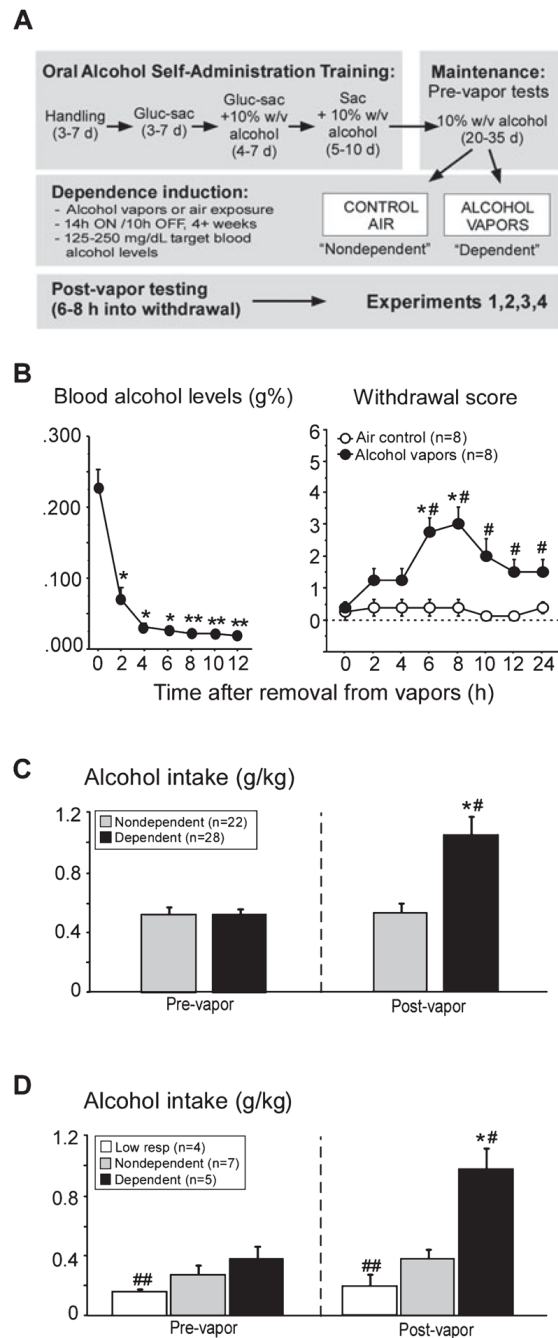 A
Oral Alcohol Self-Administration Training:
Handling
(3-7 d)
Gluc-sac
(3-7 d)
Gluc-sac
+10% w/v
alcohol
(4-7 d)
Sac
+ 10% w/v
alcohol
(5-10 d)
Maintenance:
Pre-vapor tests
10% w/v alcohol
(20-35 d)
Dependence induction:
- Alcohol vapors or air exposure
- 14h ON /10h OFF, 4+ weeks
- 125-250 mg/dL target blood
alcohol levels
CONTROL
AIR
"Nondependent"
ALCOHOL
VAPORS
"Dependent"
Post-vapor testing
(6-8 h into withdrawal)
Experiments 1,2,3,4
B
Blood alcohol levels (g%)
.300
.200
.100
.000
* * * ** ** **
0 2 4 6 8 10 12
Withdrawal score
Air control (n=8)
Alcohol vapors (n=8)
6
5
4
3
2
1
0
*# *# # # #
0 2 4 6 8 10 12 24
Time after removal from vapors (h)
C
Alcohol intake (g/kg)
Nondependent (n=22)
Dependent (n=28)
1.2
0.8
0.4
0
*#
Pre-vapor
Post-vapor
D
Alcohol intake (g/kg)
Low resp (n=4)
Nondependent (n=7)
Dependent (n=5)
1.2
0.8
0.4
0
##
##
*#
Pre-vapor
Post-vapor